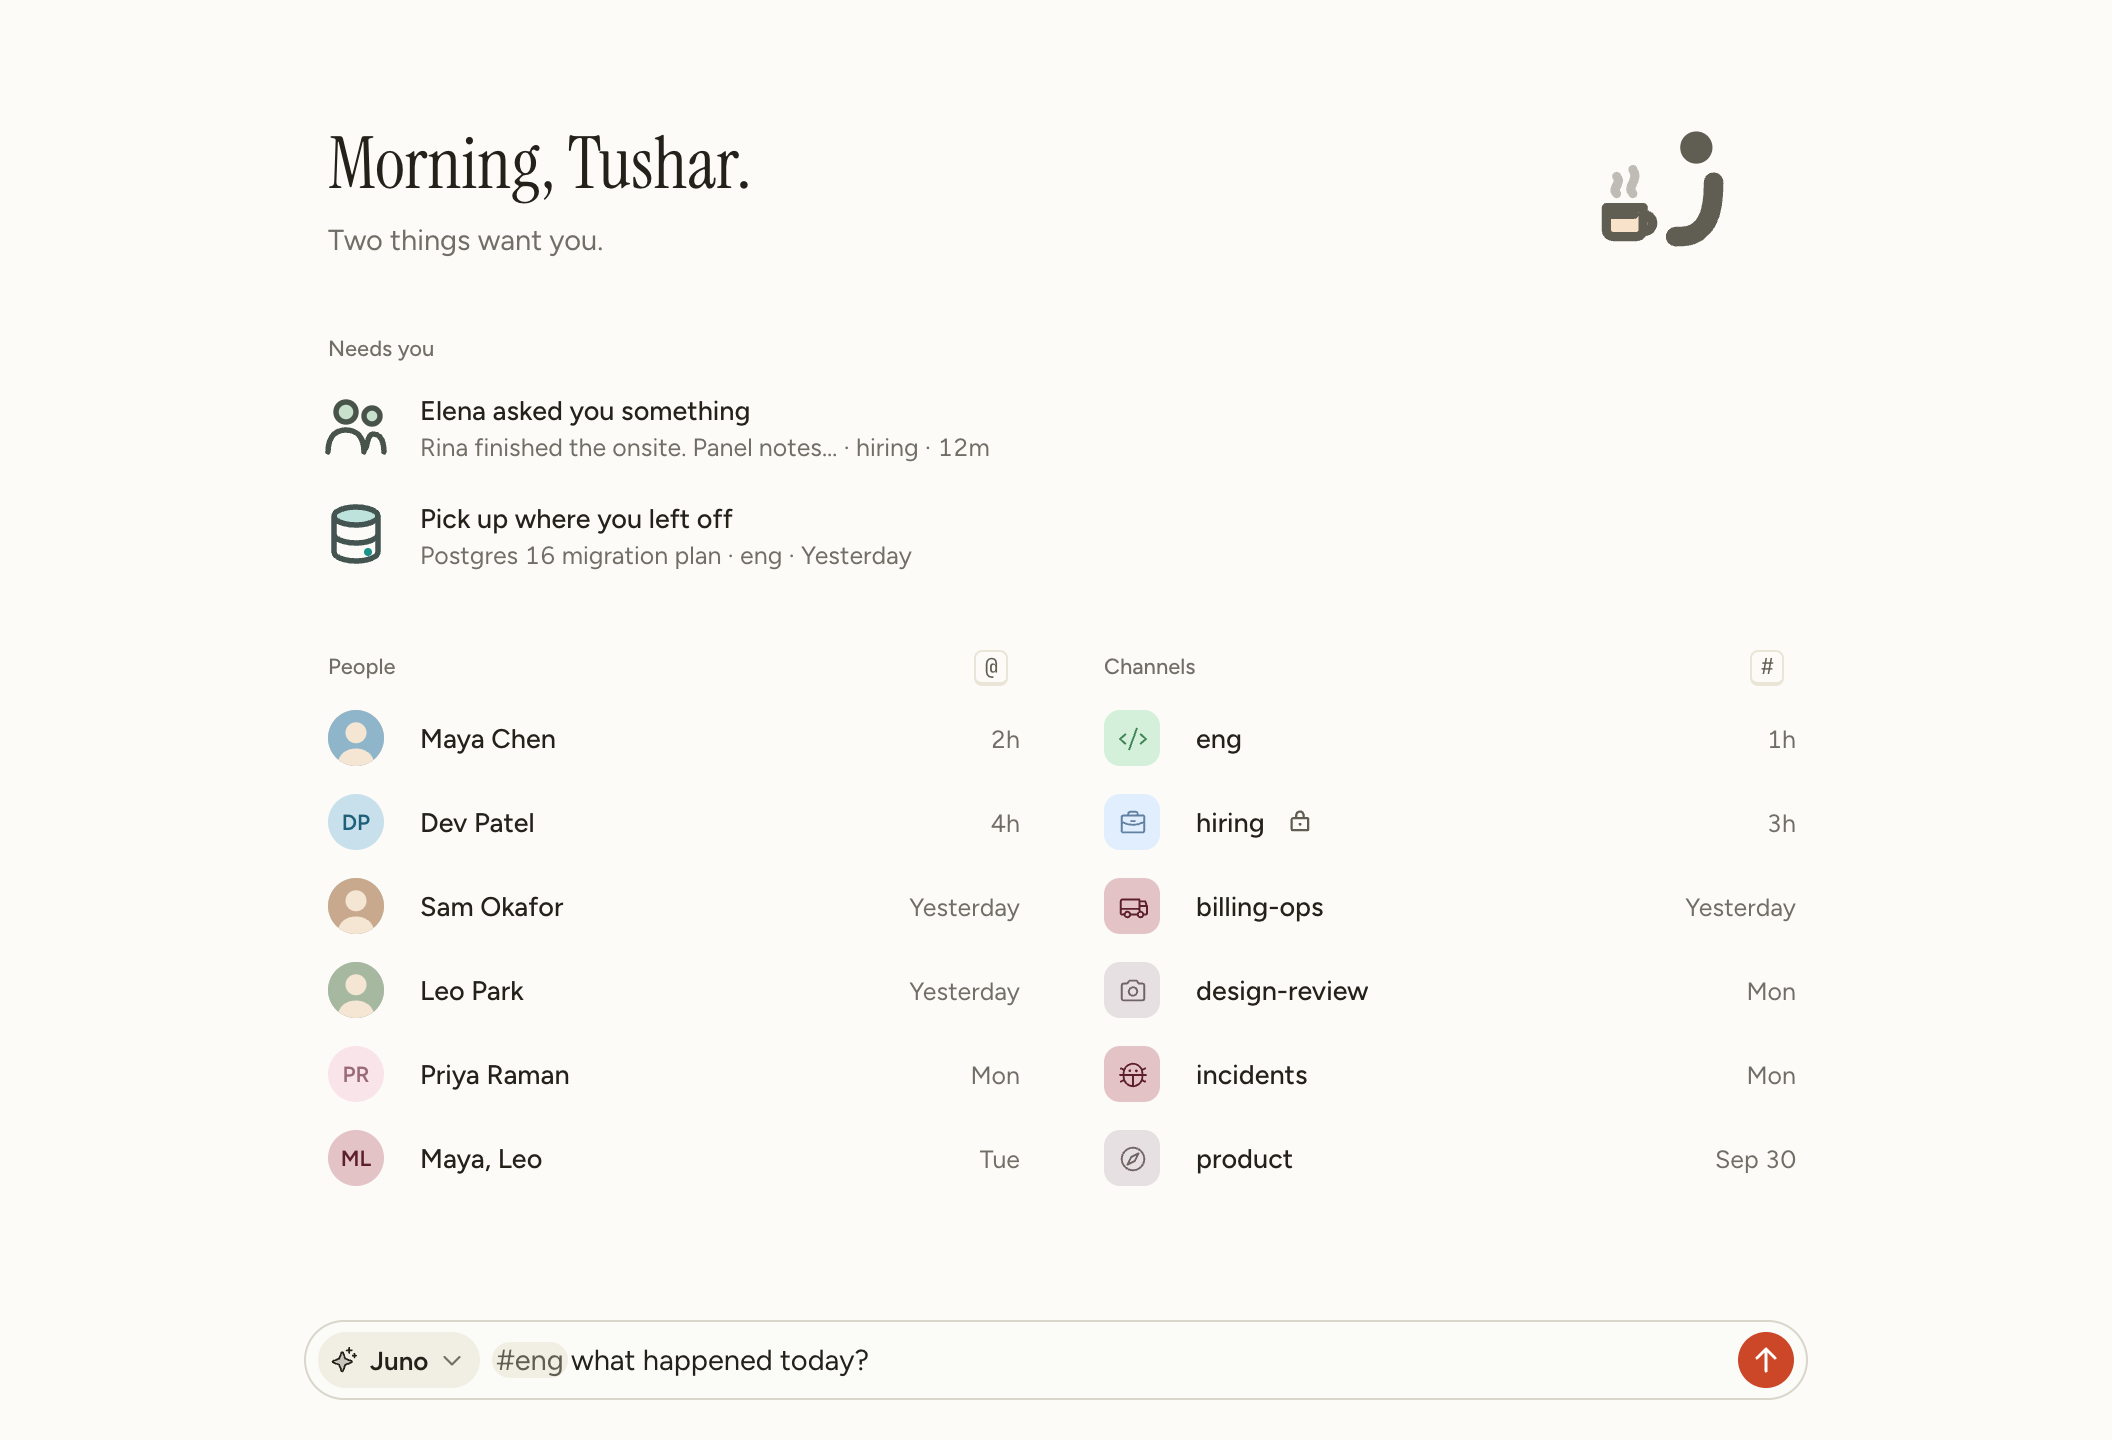 Morning, Tushar.
Two things want you.
Needs you
Elena asked you something
Rina finished the onsite. Panel notes... · hiring · 12m
Pick up where you left off
Postgres 16 migration plan · eng · Yesterday
People @
Maya Chen 2h
DP Dev Patel 4h
Sam Okafor Yesterday
Leo Park Yesterday
PR Priya Raman Mon
ML Maya, Leo Tue
Channels #
</> eng 1h
hiring 3h
billing-ops Yesterday
design-review Mon
incidents Mon
product Sep 30
Juno #eng what happened today?